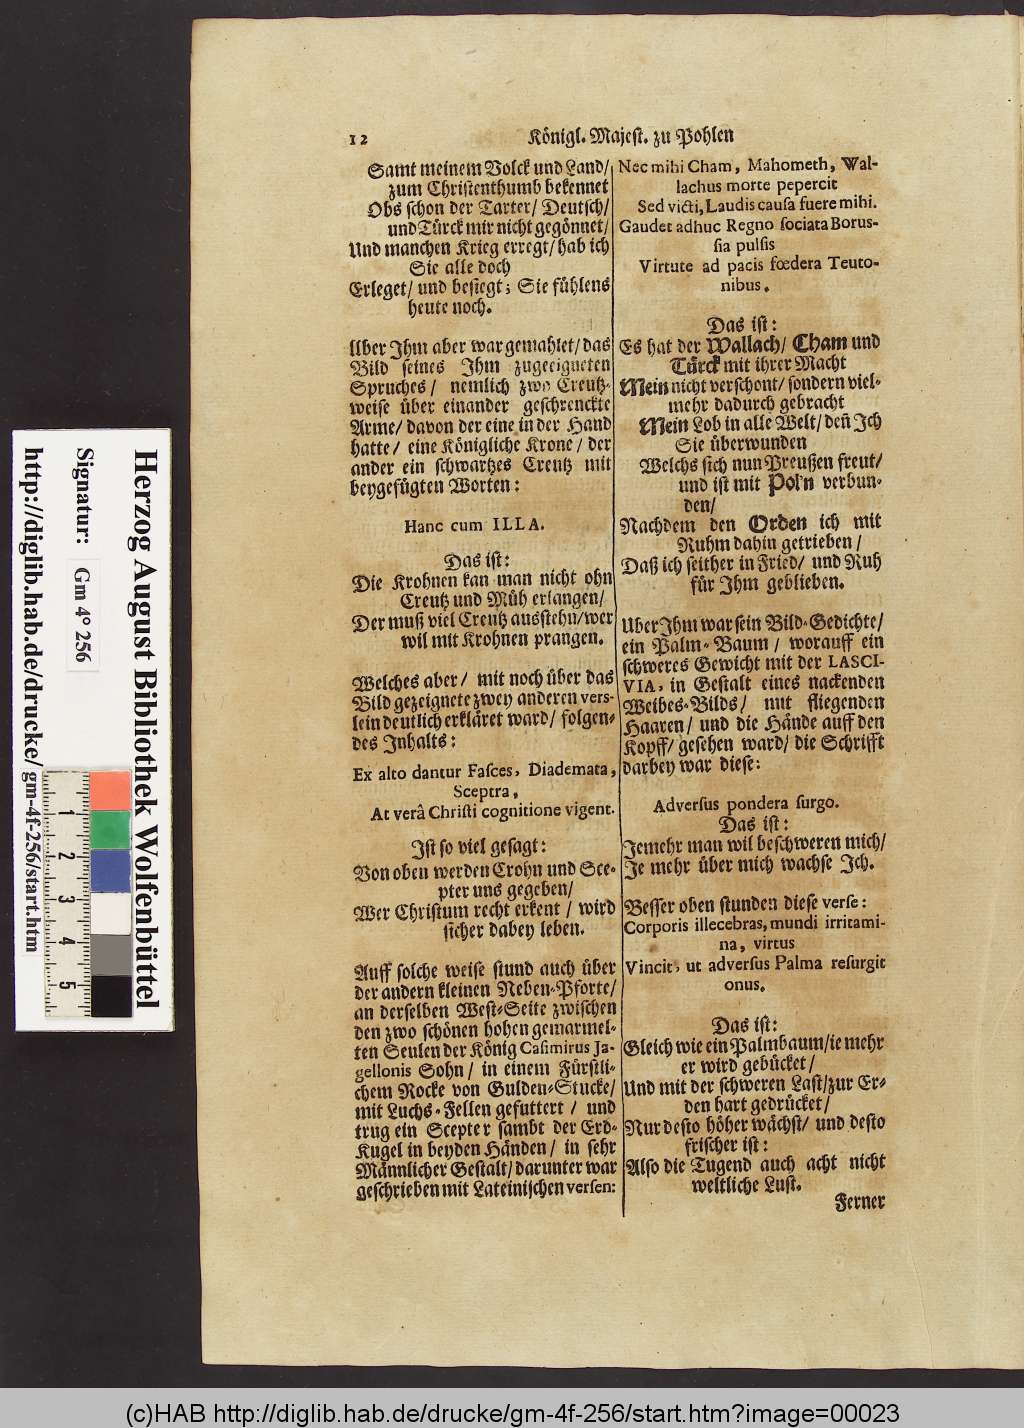 12
Königl. Majest. zu Pohlen
Samt meinem Volck und Land/
zum Christenthumb bekennet
Obs schon der Tarter/ Deutsch/
und Türck mir nicht gegönnet/
Und manchen Krieg erregt/ hab ich
Sie alle doch
Erleget/ und besiegt; Sie fühlens
heute noch.
Uber Ihm aber war gemahlet/ das
Bild seines Ihm zugeeigneten
Spruches/ nemlich zwo Creutz-
weise über einander geschrenckte
Arme/ davon der eine in der Hand
hatte/ eine Königliche Krone/ der
ander ein schwartzes Creutz mit
beygefügten Worten:
Hanc cum ILLA.
Das ist:
Die Krohnen kan man nicht ohn
Creutz und Müh erlangen/
Der muß viel Creutz ausstehn/wer
wil mit Krohnen prangen.
Welches aber/ mit noch über das
Bild gezeignete zwey anderen vers-
lein deutlich erkläret ward/ folgen-
des Inhalts:
Ex alto dantur Fasces, Diademata,
Sceptra,
At verâ Christi cognitione vigent.
Ist so viel gesagt:
Von oben werden Crohn und Sce-
pter uns gegeben/
Wer Christum recht erkent / wird
sicher dabey leben.
Auff solche weise stund auch über
der andern kleinen Neben-Pforte/
an derselben West-Seite zwischen
den zwo schönen hohen gemarmel-
ten Seulen der König Casimirus Ja-
gellonis Sohn/ in einem Fürstli-
chem Rocke von Gulden-Stucke/
mit Luchs-Fellen gefuttert / und
trug ein Scepter sambt der Erd-
Kugel in beyden Händen/ in sehr
Männlicher Gestalt/ darunter war
geschrieben mit Lateinischen versen:
Nec mihi Cham, Mahometh, Wal-
lachus morte pepercit
Sed victi, Laudis causa fuere mihi.
Gaudet adhuc Regno sociata Borus-
sia pulsis
Virtute ad pacis fœdera Teuto-
nibus.
Das ist:
Es hat der Wallach/ Cham und
Türck mit ihrer Macht
Mein nicht verschont/ sondern viel-
mehr dadurch gebracht
Mein Lob in alle Welt/ deñ Ich
Sie überwunden
Welchs sich nun Preußen freut/
und ist mit Pol'n verbun-
den/
Nachdem den Orden ich mit
Ruhm dahin getrieben/
Daß ich seither in Fried/ und Ruh
für Ihm geblieben.
Uber Ihm war sein Bild-Gedichte/
ein Palm-Baum / worauff ein
schweres Gewicht mit der LASCI-
VIA, in Gestalt eines nackenden
Weibes-Bilds/ mit fliegenden
Haaren/ und die Hände auff den
Kopff/ gesehen ward/ die Schrifft
darbey war diese:
Adversus pondera surgo.
Das ist:
Jemehr man wil beschweren mich/
Je mehr über mich wachse Ich.
Besser oben stunden diese verse:
Corporis illecebras, mundi irritami-
na, virtus
Vincit, ut adversus Palma resurgit
onus.
Das ist:
Gleich wie ein Palmbaum/ie mehr
er wird gebücket/
Und mit der schweren Last/zur Er-
den hart gedrücket/
Nur desto höher wächst/ und desto
frischer ist:
Also die Tugend auch acht nicht
weltliche Lust.
Ferner
Herzog August Bibliothek Wolfenbüttel
Signatur: Gm 4° 256
http://diglib.hab.de/drucke/gm-4f-256/start.htm
1 2 3 4 5
(c)HAB http://diglib.hab.de/drucke/gm-4f-256/start.htm?image=00023